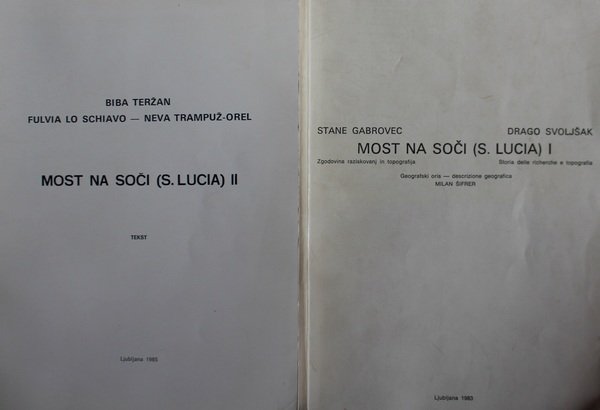 BIBA TERŽAN
FULVIA LO SCHIAVO — NEVA TRAMPUŽ-OREL
MOST NA SOČI (S. LUCIA) II
TEKST
Ljubljana 1985
STANE GABROVEC DRAGO SVOLJŠAK
MOST NA SOČI (S. LUCIA) I
Zgodovina raziskovanj in topografija Storia delle richerche e topografia
Geografski oris — descrizione geografica
MILAN ŠIFRER
Ljubljana 1983